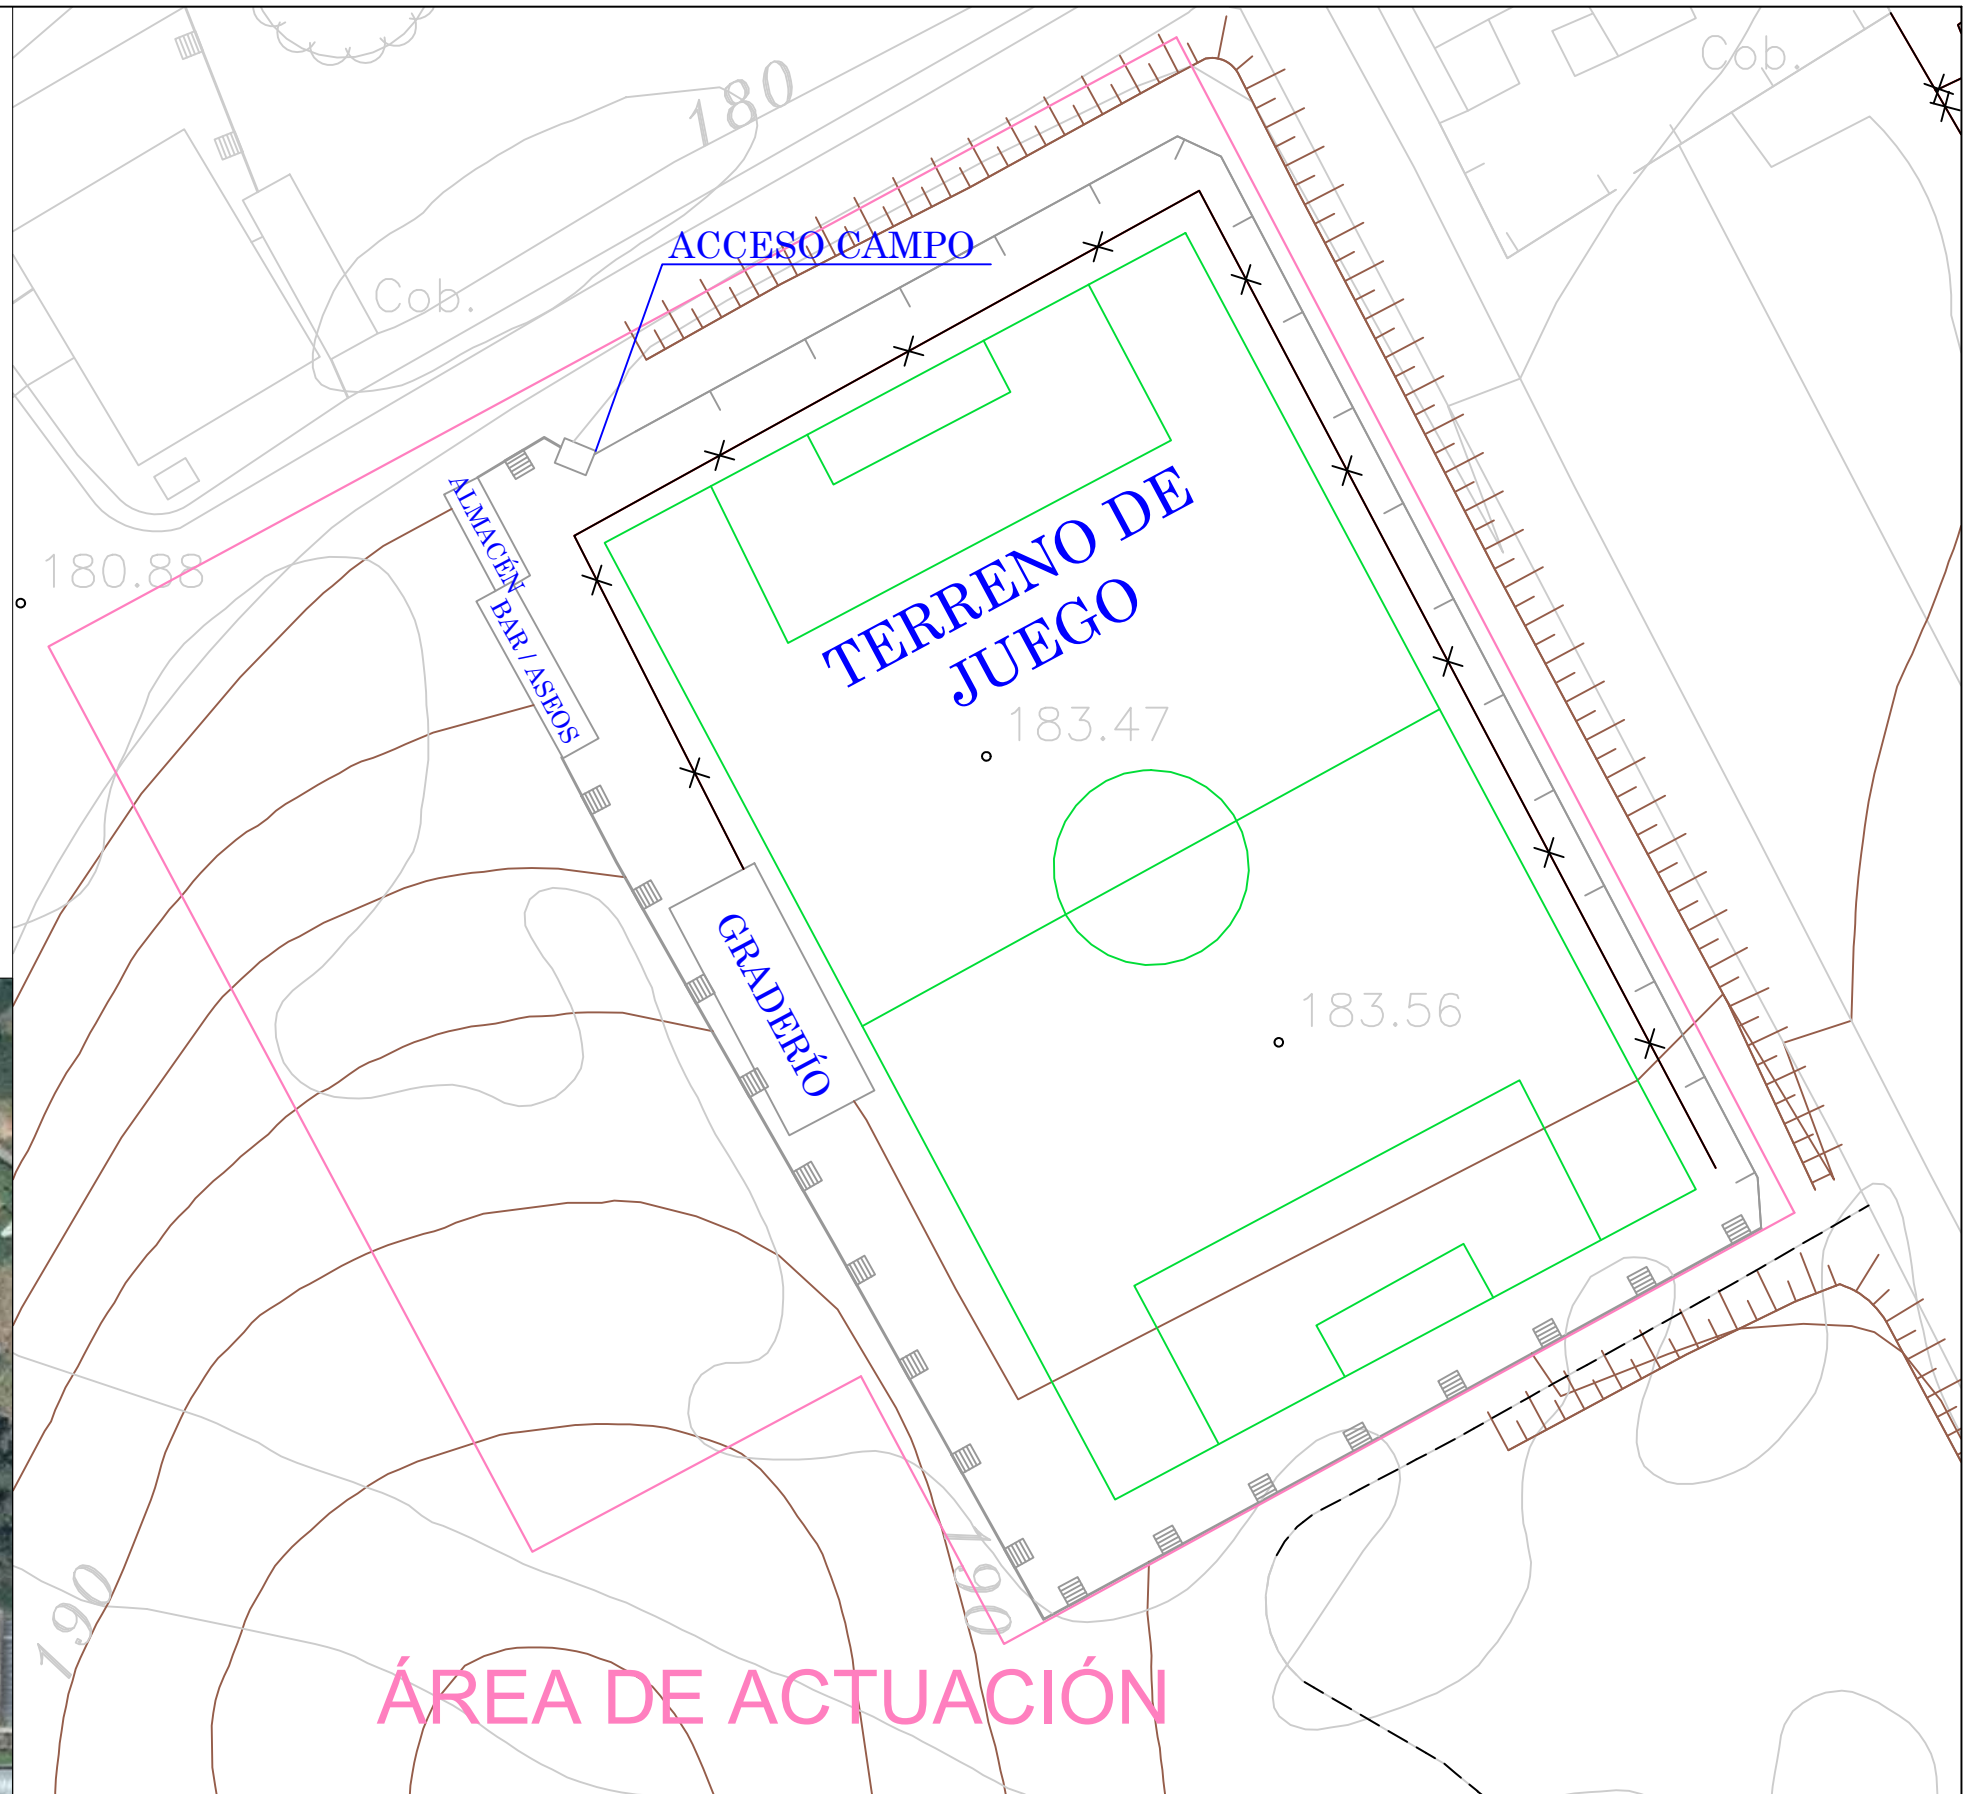 180
Cob.
ACCESO CAMPO
Cob.
ALMACÉN
180.88
BAR / ASEOS
TERRENO DE
JUEGO
183.47
GRADERÍO
183.56
190
190
ÁREA DE ACTUACIÓN